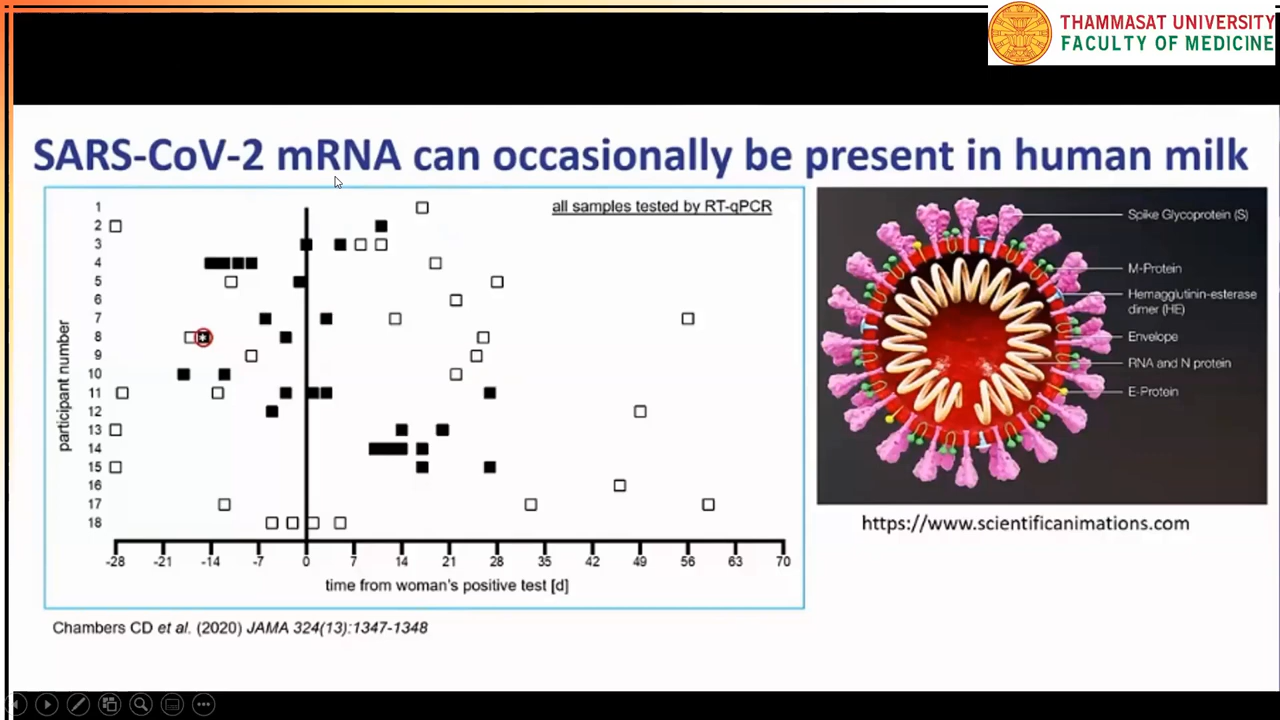 THAMMASAT UNIVERSITY
FACULTY OF MEDICINE
SARS-CoV-2 mRNA can occasionally be present in human milk
all samples tested by RT-qPCR
participant number
1
2
3
4
5
6
7
8
9
10
11
12
13
14
15
16
17
18
-28 -21 -14 -7 0 7 14 21 28 35 42 49 56 63 70
time from woman's positive test [d]
Chambers CD et al. (2020) JAMA 324(13):1347-1348
Spike Glycoprotein (S)
M-Protein
Hemagglutinin-esterase
dimer (HE)
Envelope
RNA and N protein
E-Protein
https://www.scientificanimations.com